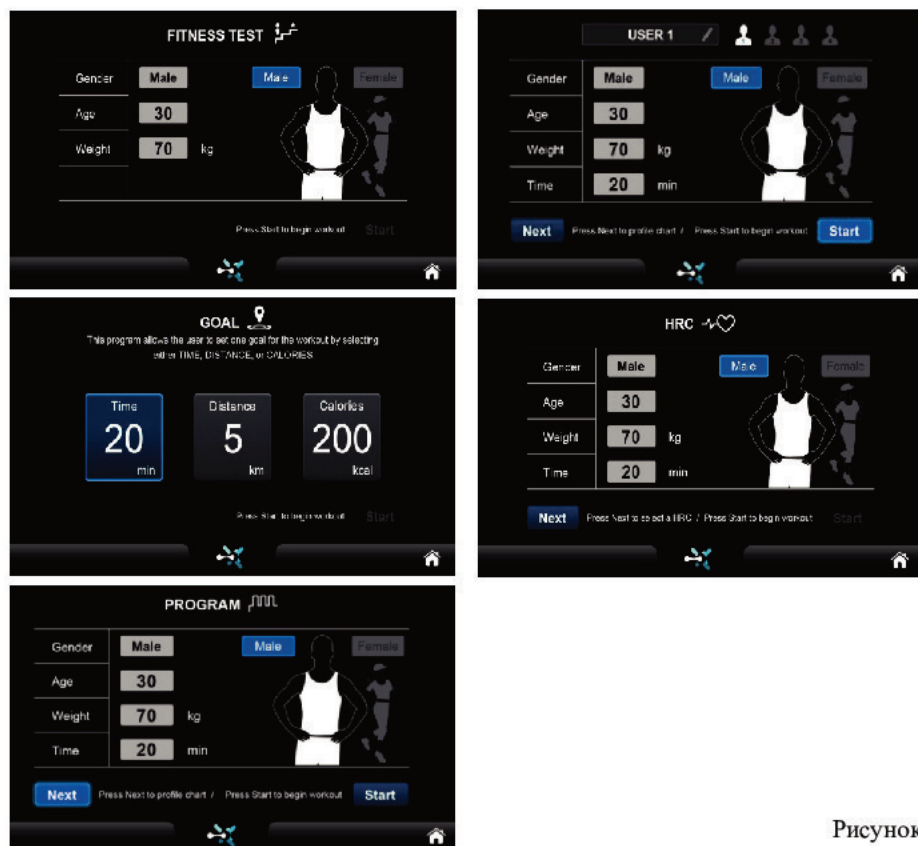 FITNESS TEST
Gender Male Male Female
Age 30
Weight 70 kg
Press Start to begin workout Start
USER 1
Gender Male Male Female
Age 30
Weight 70 kg
Time 20 min
Next Press Next to profile chart / Press Start to begin workout Start
GOAL
This program allows the user to set one goal for the workout by selecting
either TIME, DISTANCE, or CALORIES
Time Distance Calories
20 5 200
min km kcal
Press Start to begin workout Start
HRC
Gender Male Male Female
Age 30
Weight 70 kg
Time 20 min
Next Press Next to select a HRC / Press Start to begin workout Start
PROGRAM
Gender Male Male Female
Age 30
Weight 70 kg
Time 20 min
Next Press Next to profile chart / Press Start to begin workout Start
Рисунок